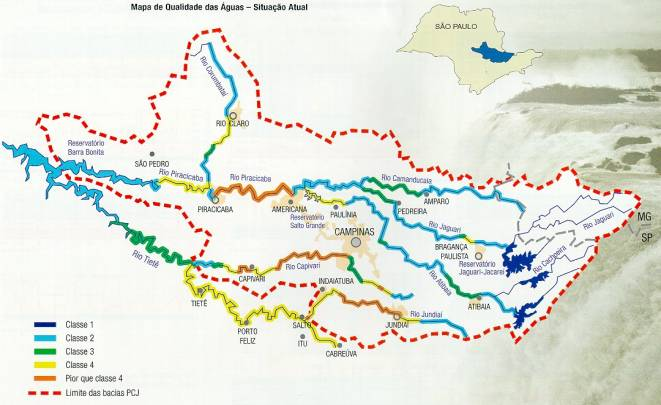 Mapa de Qualidade das Águas – Situação Atual
SÃO PAULO
Rio Corumbataí
RIO CLARO
Reservatório
Barra Bonita
SÃO PEDRO
Rio Piracicaba
Rio Piracicaba
Rio Camanducaia
PIRACICABA
AMERICANA
Reservatório
Salto Grande
PAULÍNIA
PEDREIRA
AMPARO
Rio Jaguari
MG
SP
Rio Jaguari
CAMPINAS
BRAGANÇA
PAULISTA
Reservatório
Jaguari-Jacareí
Rio Cachoeira
Rio Tietê
CAPIVARI
Rio Capivari
Rio Atibaia
INDAIATUBA
ATIBAIA
TIETÊ
PORTO
FELIZ
SALTO
ITU
Rio Jundiaí
JUNDIAÍ
CABREÚVA
Classe 1
Classe 2
Classe 3
Classe 4
Pior que classe 4
Limite das bacias PCJ